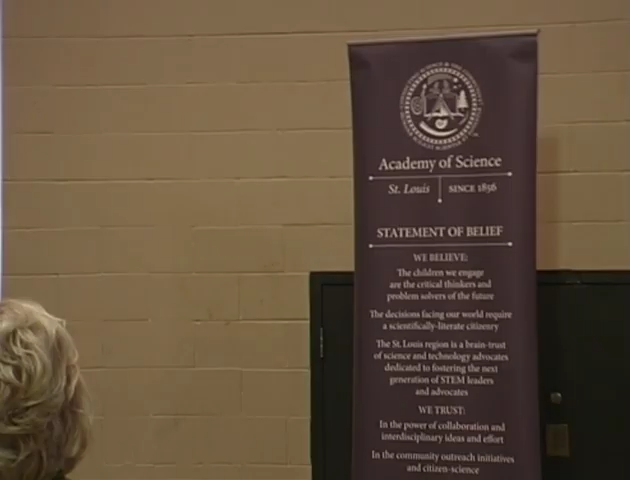 Academy of Science
St. Louis SINCE 1856
STATEMENT OF BELIEF
WE BELIEVE:
The children we engage
are the critical thinkers and
problem solvers of the future
The decisions facing our world require
a scientifically-literate citizenry
The St. Louis region is a brain-trust
of science and technology advocates
dedicated to fostering the next
generation of STEM leaders
and advocates
WE TRUST:
In the power of collaboration and
interdisciplinary ideas and effort
In the community outreach initiatives
and citizen-science